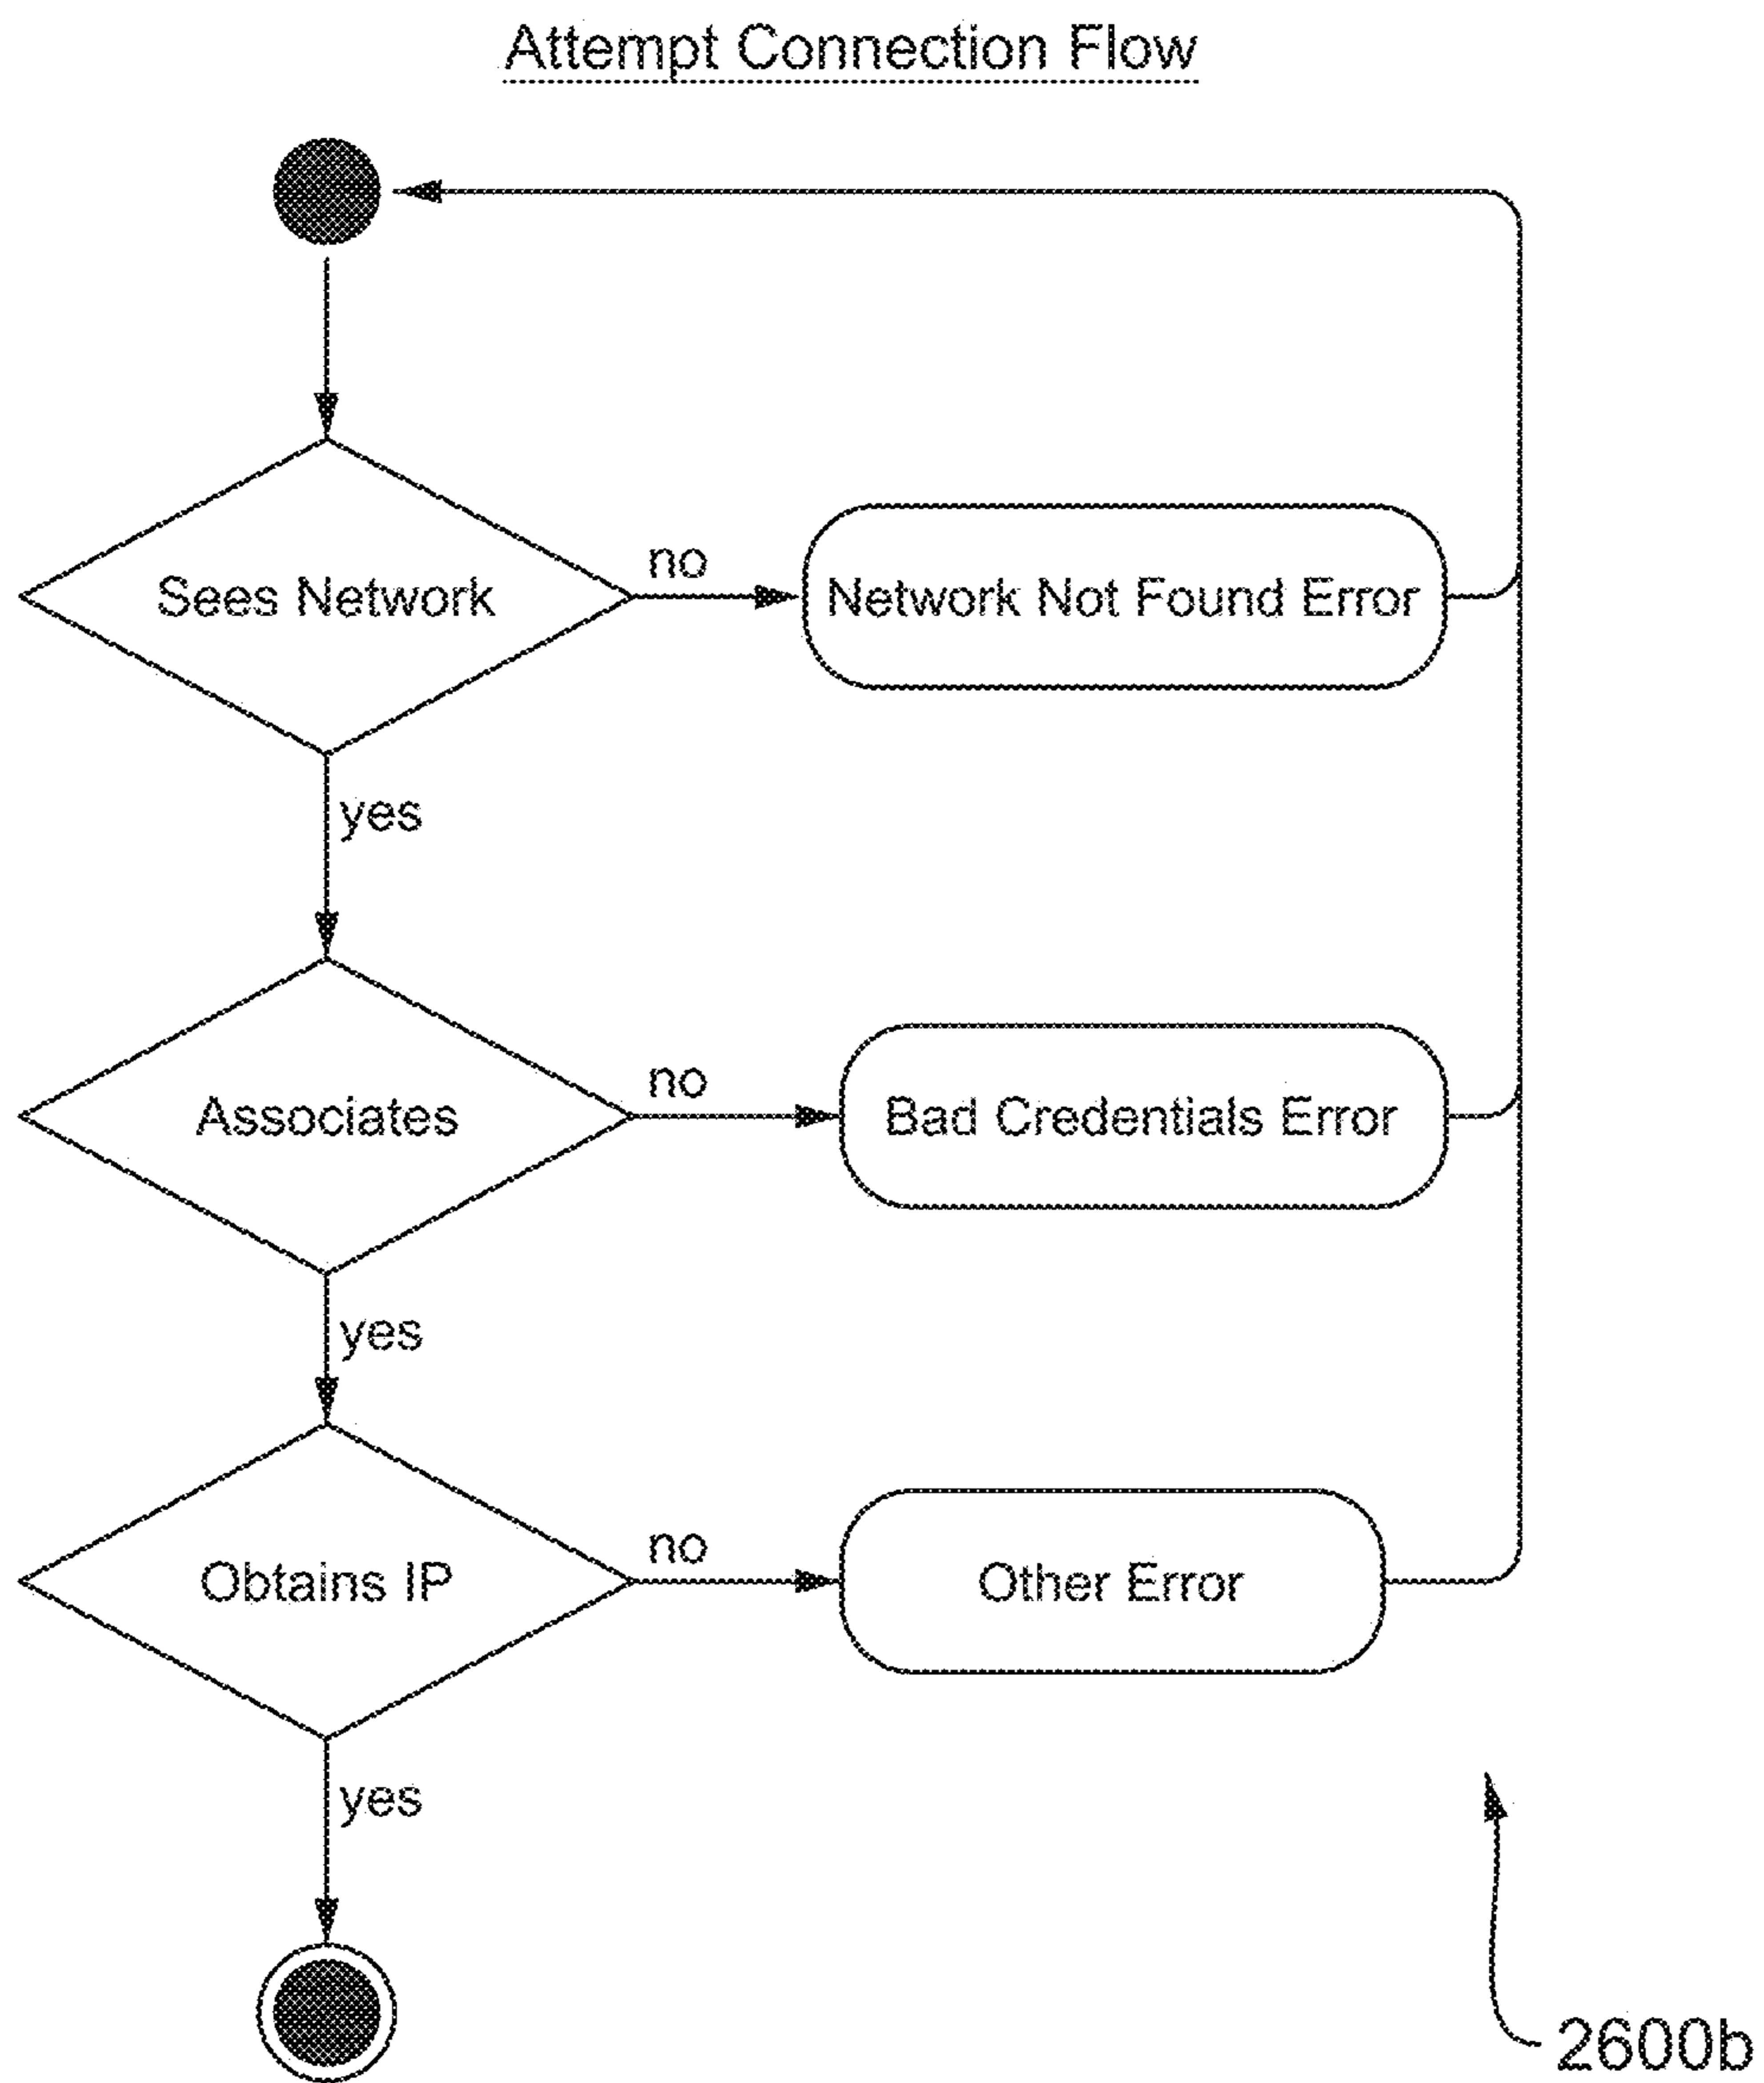 Attempt Connection Flow
Sees Network
no
Network Not Found Error
yes
Associates
no
Bad Credentials Error
yes
Obtains IP
no
Other Error
yes
2600b